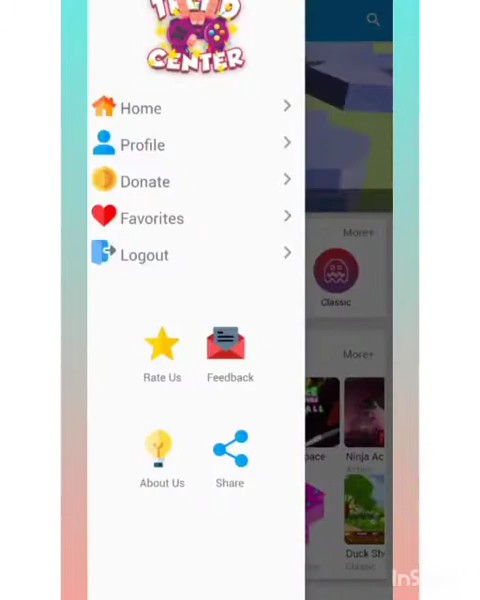 CENTER
Home
Profile
Donate
Favorites
Logout
Rate Us
Feedback
About Us
Share
More+
Classic
More+
Ninja Ac
Duck Sh
Classic